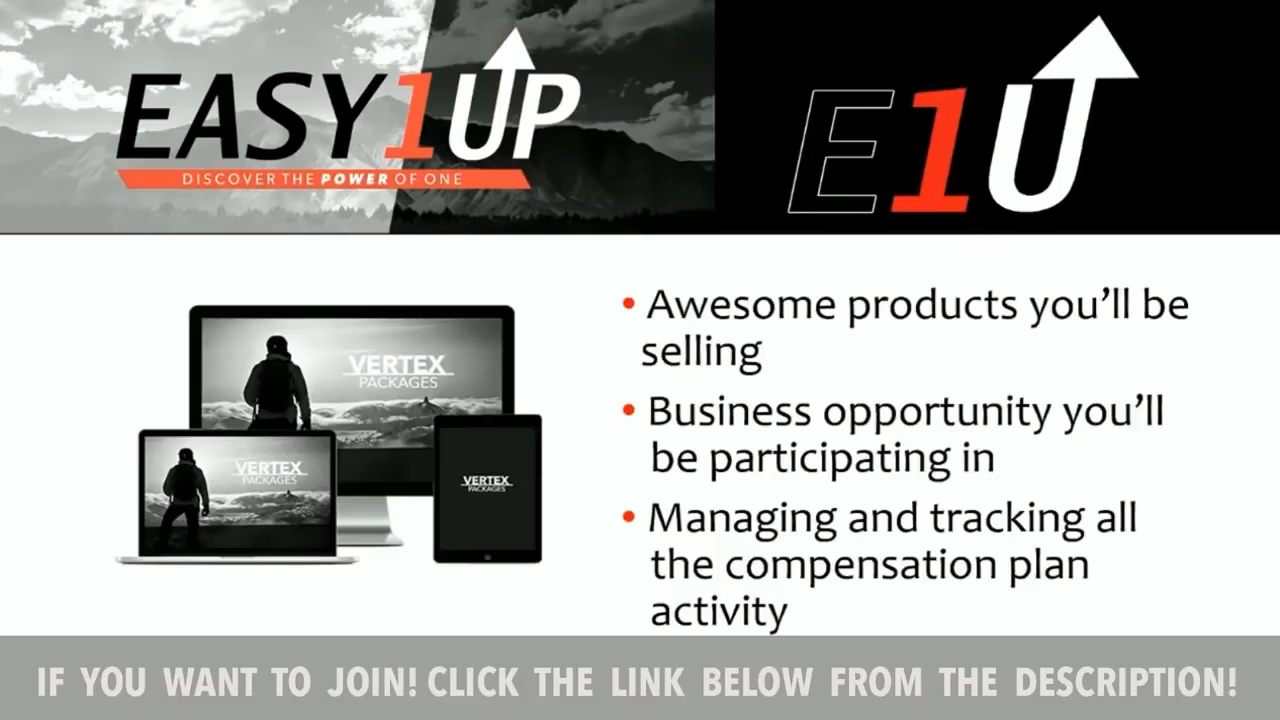 EASY1UP
DISCOVER THE POWER OF ONE
E1U
VERTEX
PACKAGES
VERTEX
PACKAGES
VERTEX
PACKAGES
• Awesome products you’ll be
selling
• Business opportunity you’ll
be participating in
• Managing and tracking all
the compensation plan
activity
IF YOU WANT TO JOIN! CLICK THE LINK BELOW FROM THE DESCRIPTION!